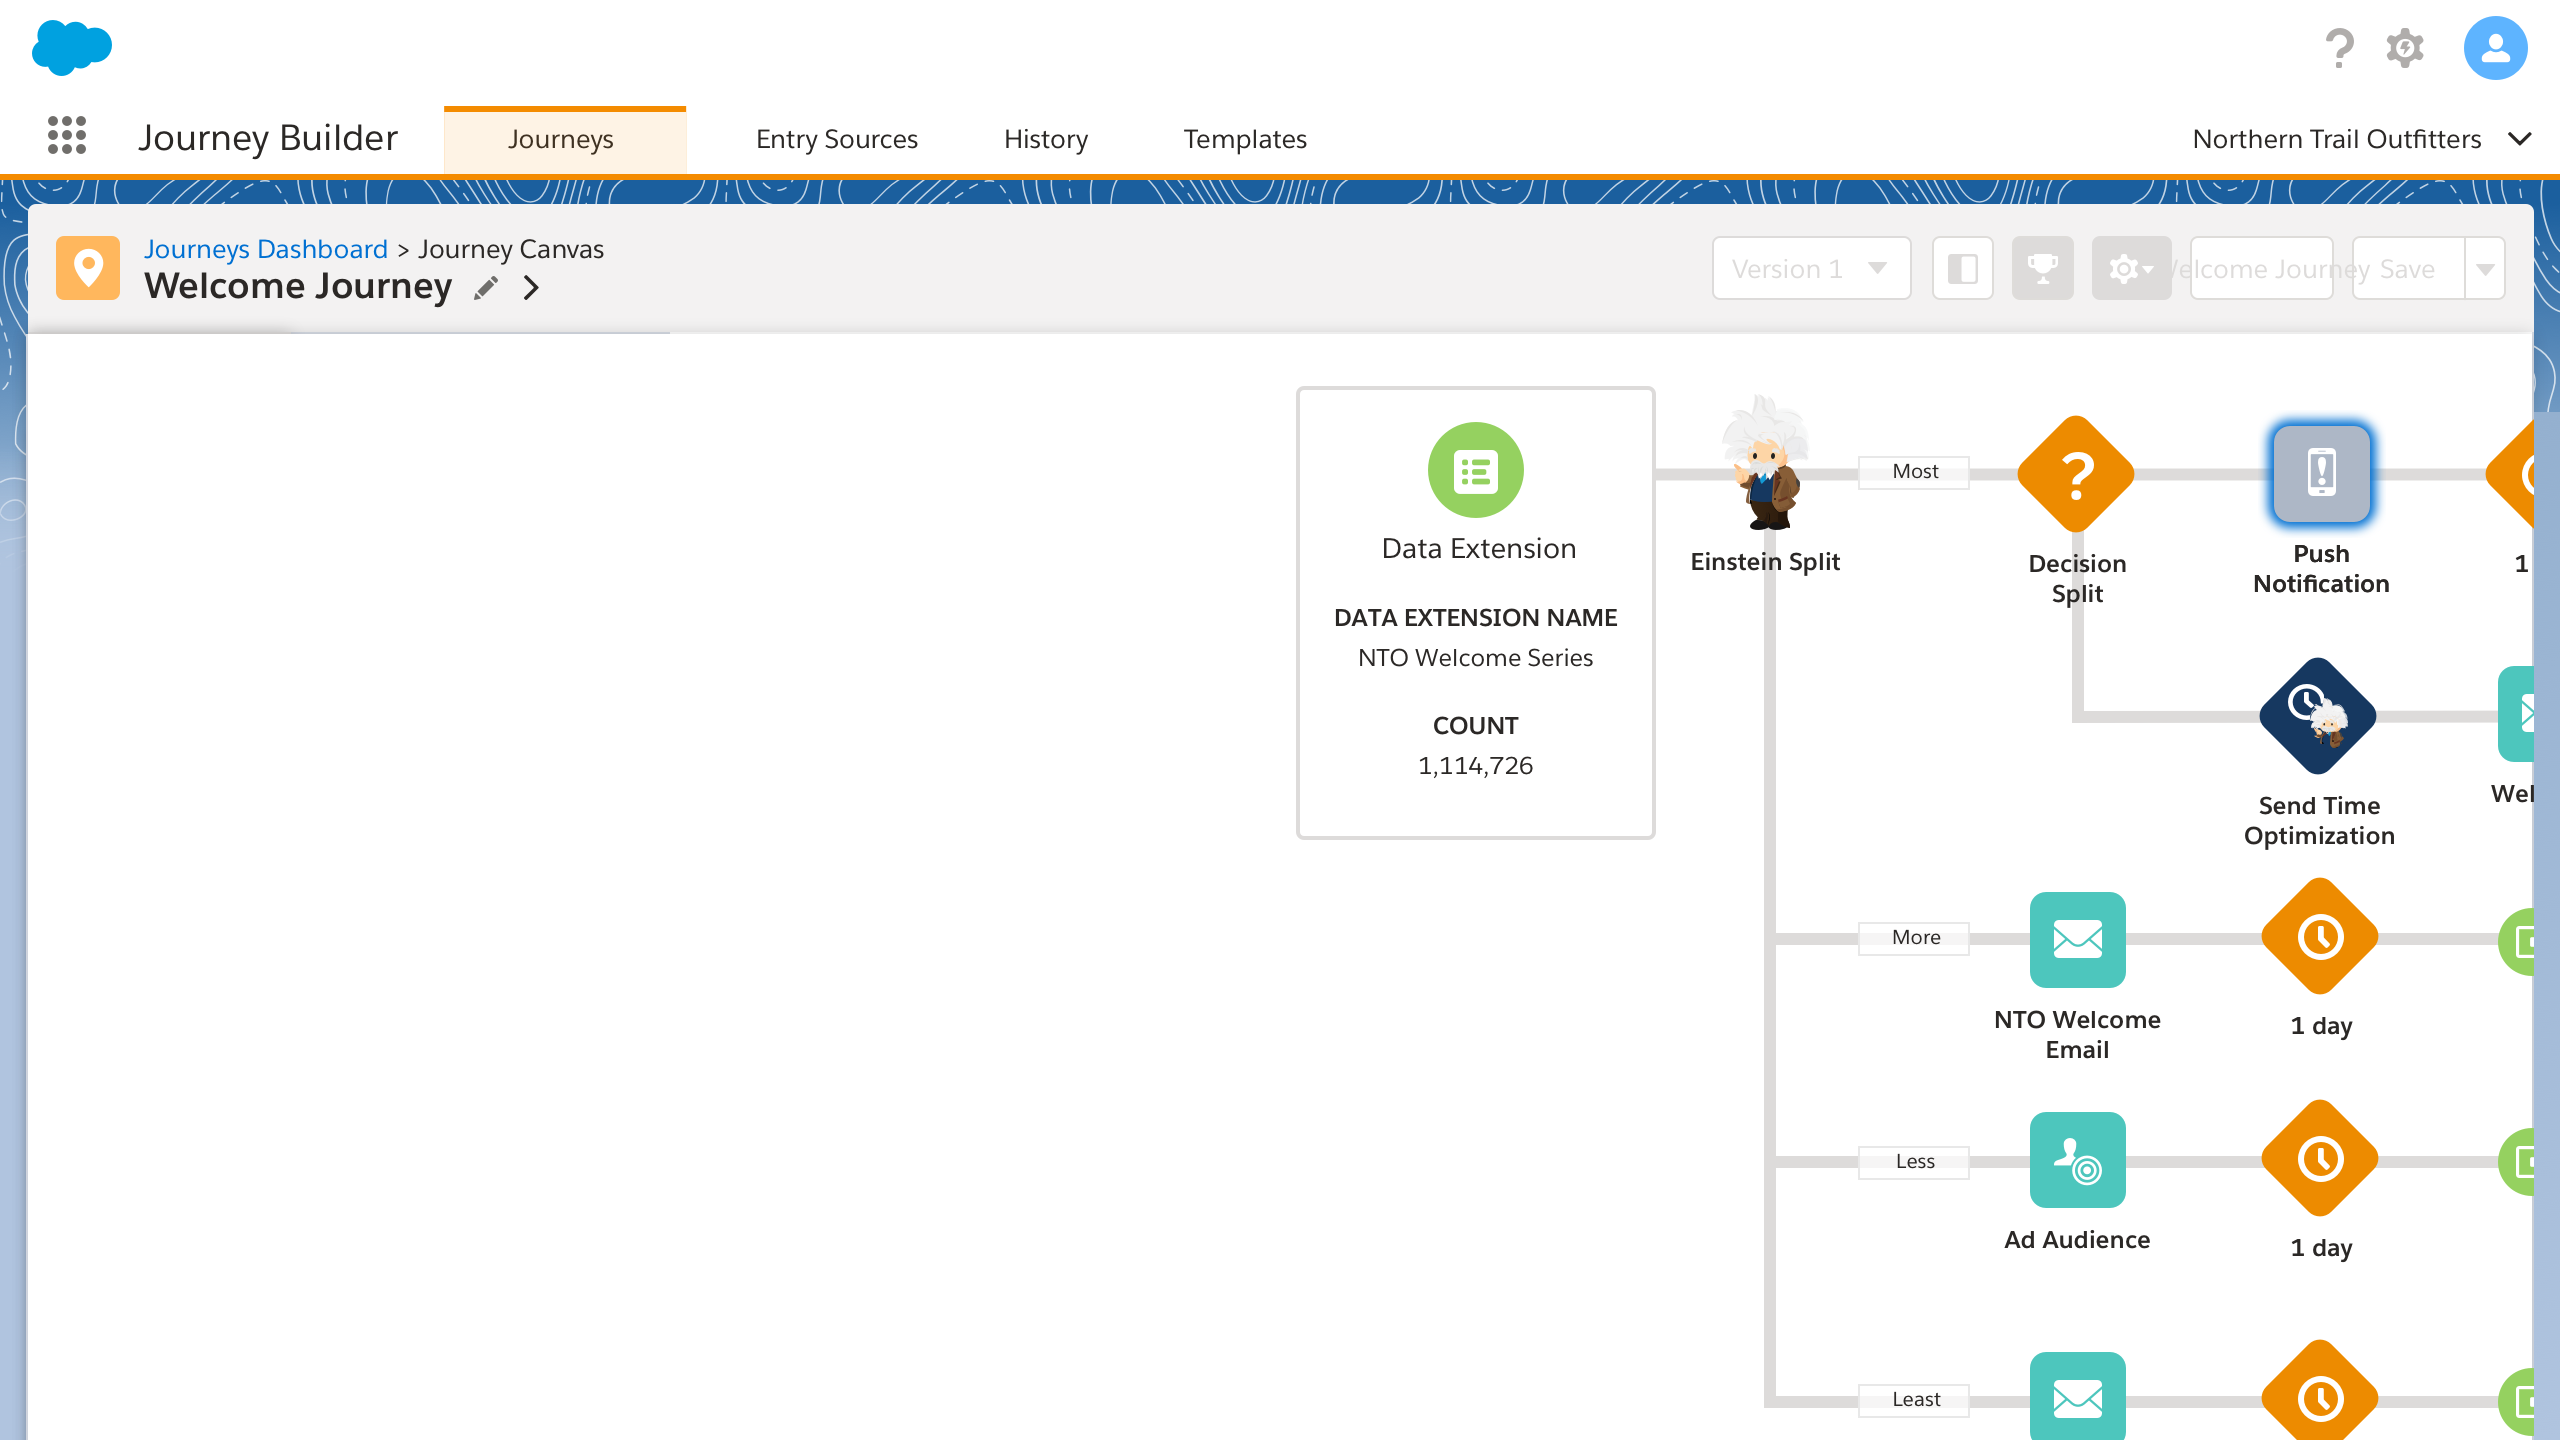 Journey Builder
Journeys
Entry Sources
History
Templates
Northern Trail Outfitters
Journeys Dashboard > Journey Canvas
Welcome Journey
Version 1
elcome Journey
Save
Data Extension
DATA EXTENSION NAME
NTO Welcome Series
COUNT
1,114,726
Einstein Split
Most
Decision
Split
Push
Notification
1
Send Time
Optimization
Wel
More
NTO Welcome
Email
1 day
Less
Ad Audience
1 day
Least